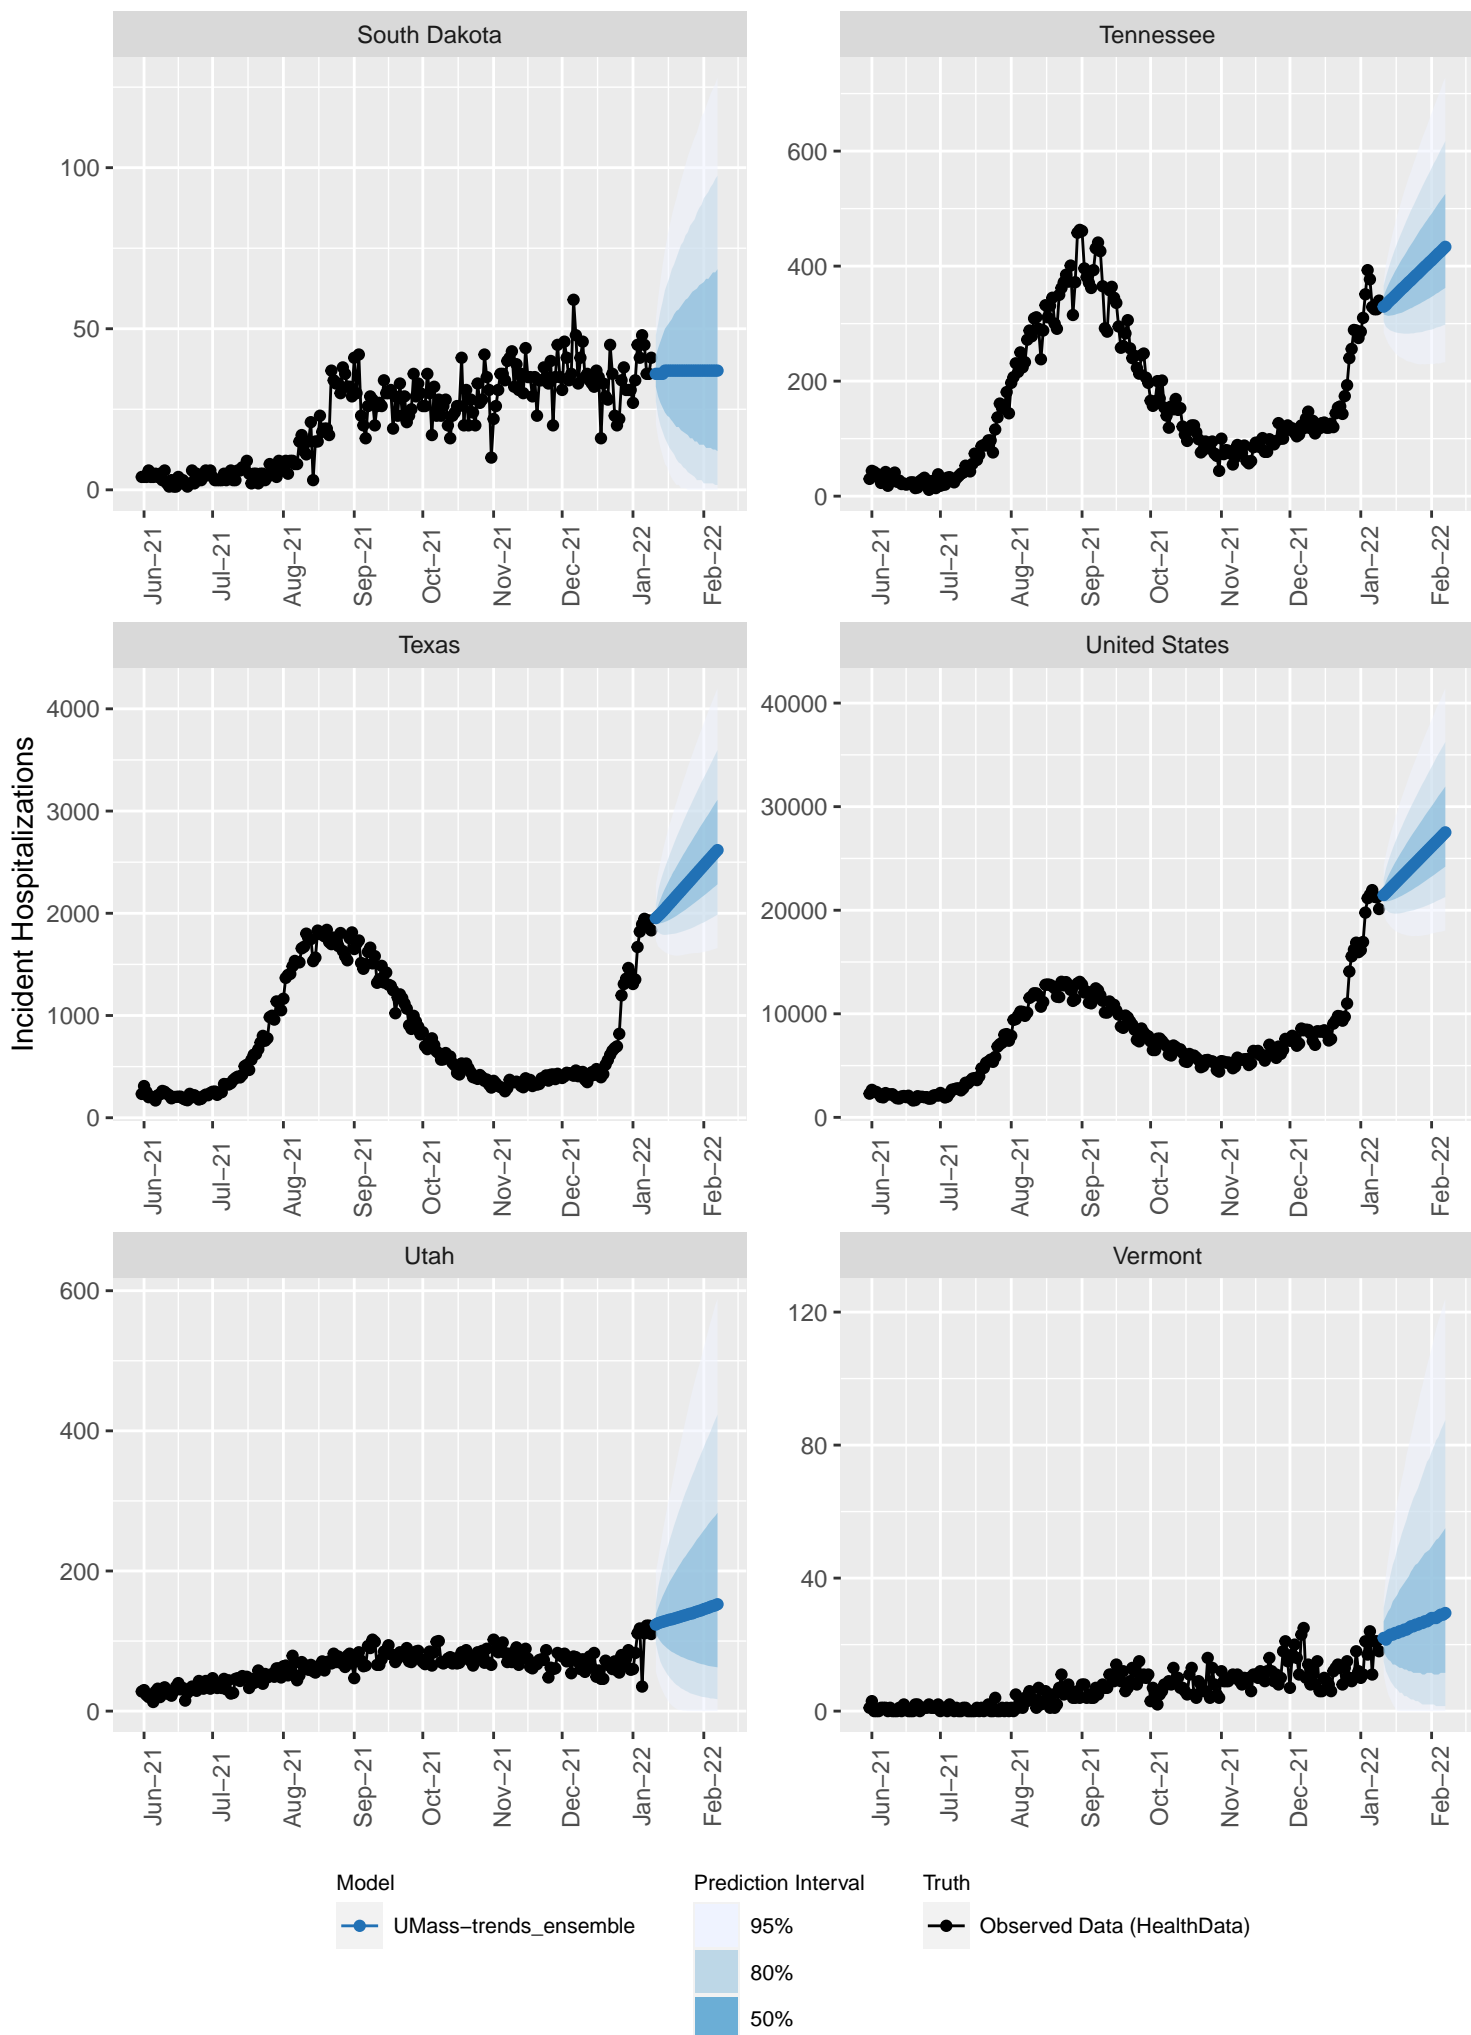 South Dakota
Tennessee
100
50
0
600
400
200
0
Jun−21
Jul−21
Aug−21
Sep−21
Oct−21
Nov−21
Dec−21
Jan−22
Feb−22
Jun−21
Jul−21
Aug−21
Sep−21
Oct−21
Nov−21
Dec−21
Jan−22
Feb−22
Incident Hospitalizations
Texas
United States
4000
3000
2000
1000
0
40000
30000
20000
10000
0
Jun−21
Jul−21
Aug−21
Sep−21
Oct−21
Nov−21
Dec−21
Jan−22
Feb−22
Jun−21
Jul−21
Aug−21
Sep−21
Oct−21
Nov−21
Dec−21
Jan−22
Feb−22
Utah
Vermont
600
400
200
0
120
80
40
0
Jun−21
Jul−21
Aug−21
Sep−21
Oct−21
Nov−21
Dec−21
Jan−22
Feb−22
Jun−21
Jul−21
Aug−21
Sep−21
Oct−21
Nov−21
Dec−21
Jan−22
Feb−22
Model
UMass−trends_ensemble
Prediction Interval
95%
80%
50%
Truth
Observed Data (HealthData)